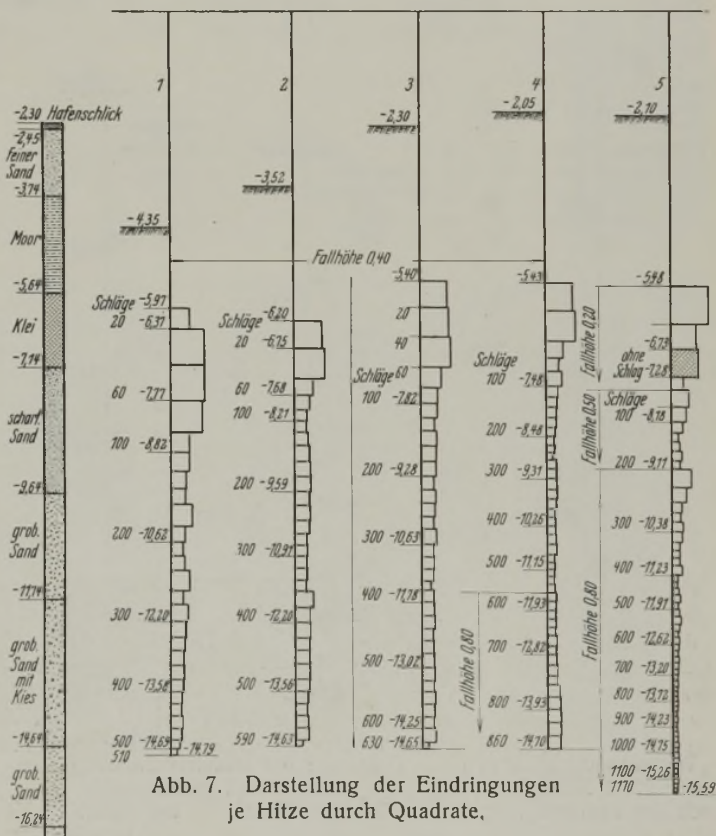 1
2
3
4
5
-2,30 Hafenschlick
-2,45
feiner
Sand
-3,74
Moor
-5,64
Klei
-7,14
scharf.
Sand
-9,64
grob.
Sand
-11,74
grob.
Sand
mit
Kies
-14,64
grob.
Sand
-16,24
-4,35
Schläge -5,97
20 -6,37
60 -7,77
100 -8,82
200 -10,62
300 -12,20
400 -13,58
500 -14,69
510 -14,79
-3,52
Fallhöhe 0,40
Schläge -6,20
20 -6,75
60 -7,68
100 -8,21
200 -9,59
300 -10,91
400 -12,20
500 -13,56
590 -14,63
-2,30
-5,40
20
40
Schläge 60
100 -7,82
200 -9,28
300 -10,63
400 -11,78
500 -13,02
600 -14,25
630 -14,65
-2,05
-5,43
Schläge
100 -7,48
200 -8,48
300 -9,31
400 -10,26
500 -11,15
600 -11,93
700 -12,82
800 -13,93
860 -14,70
Fallhöhe 0,80
-2,10
-5,48
Fallhöhe 0,20
-6,73
ohne
Schlag -7,28
Schläge
100 -8,18
Fallhöhe 0,50
200 -9,11
300 -10,38
400 -11,23
500 -11,91
600 -12,62
700 -13,20
800 -13,72
900 -14,23
1000 -14,75
1100 -15,26
1170 -15,59
Fallhöhe 0,80
Abb. 7. Darstellung der Eindringungen
je Hitze durch Quadrate.